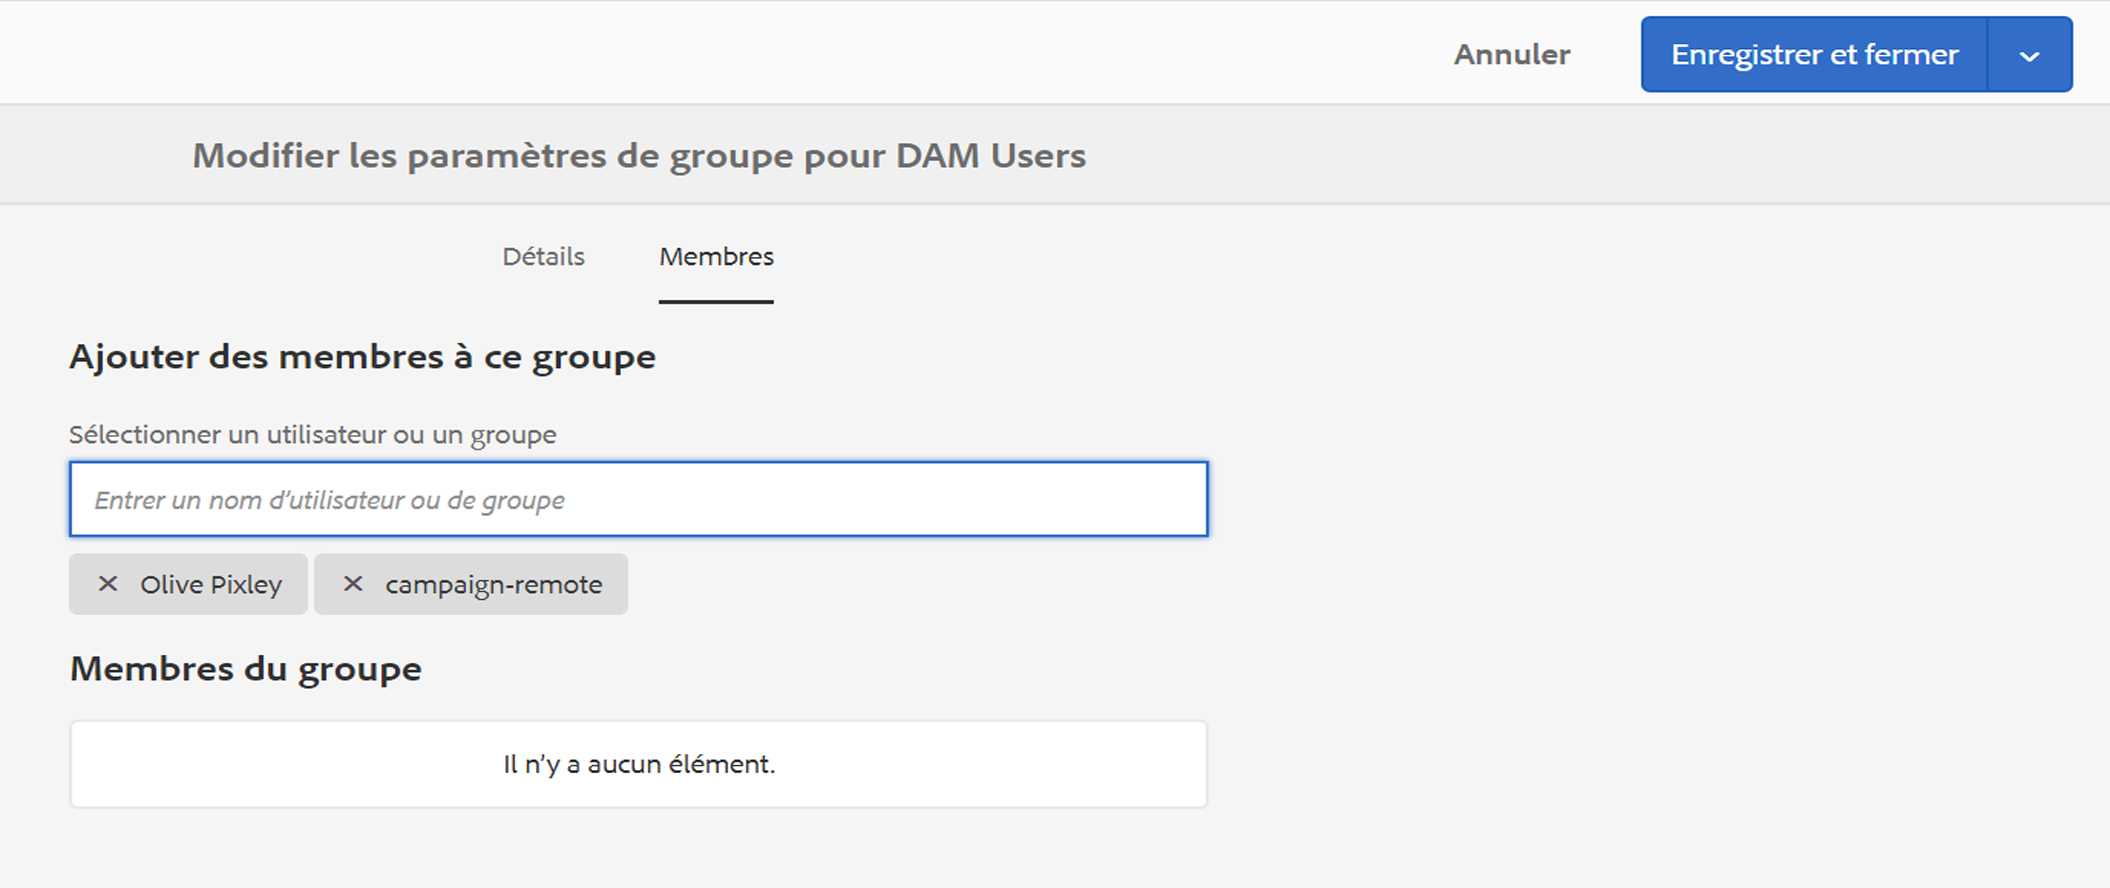 Annuler
Enregistrer et fermer
Modifier les paramètres de groupe pour DAM Users
Détails
Membres
Ajouter des membres à ce groupe
Sélectionner un utilisateur ou un groupe
Entrer un nom d'utilisateur ou de groupe
Olive Pixley
campaign-remote
Membres du groupe
Il n'y a aucun élément.